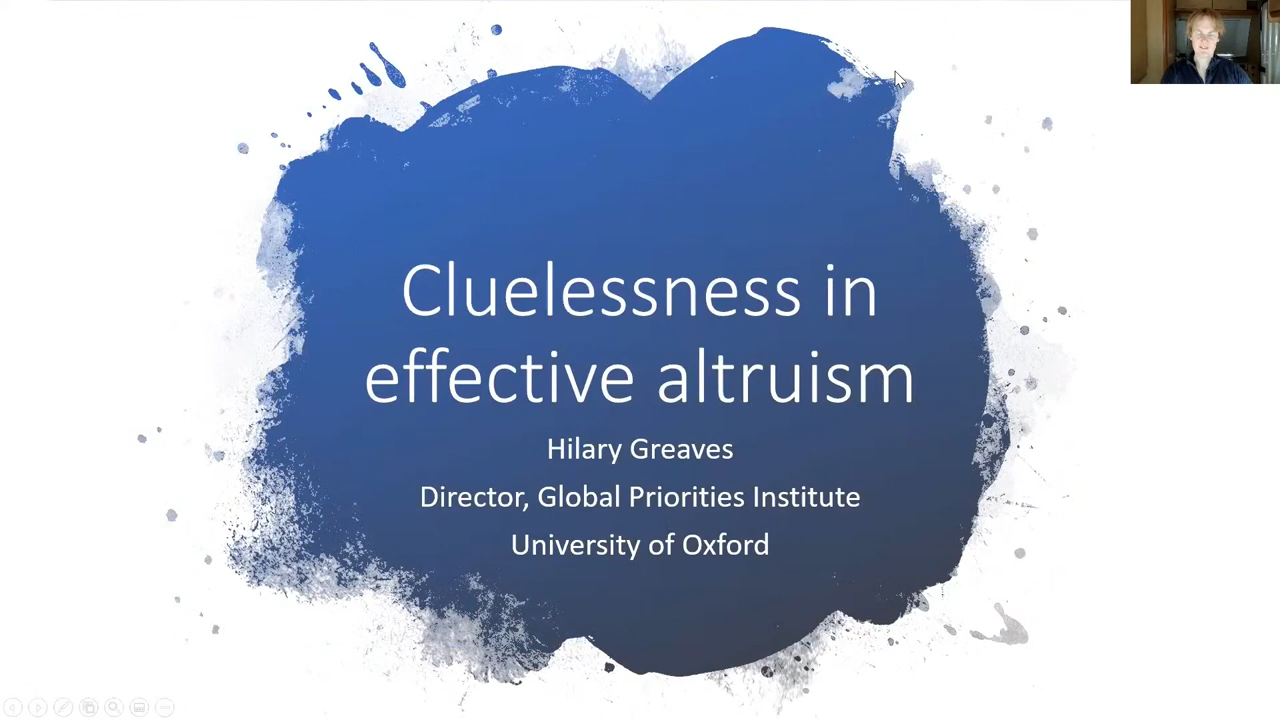 Cluelessness in
effective altruism
Hilary Greaves
Director, Global Priorities Institute
University of Oxford